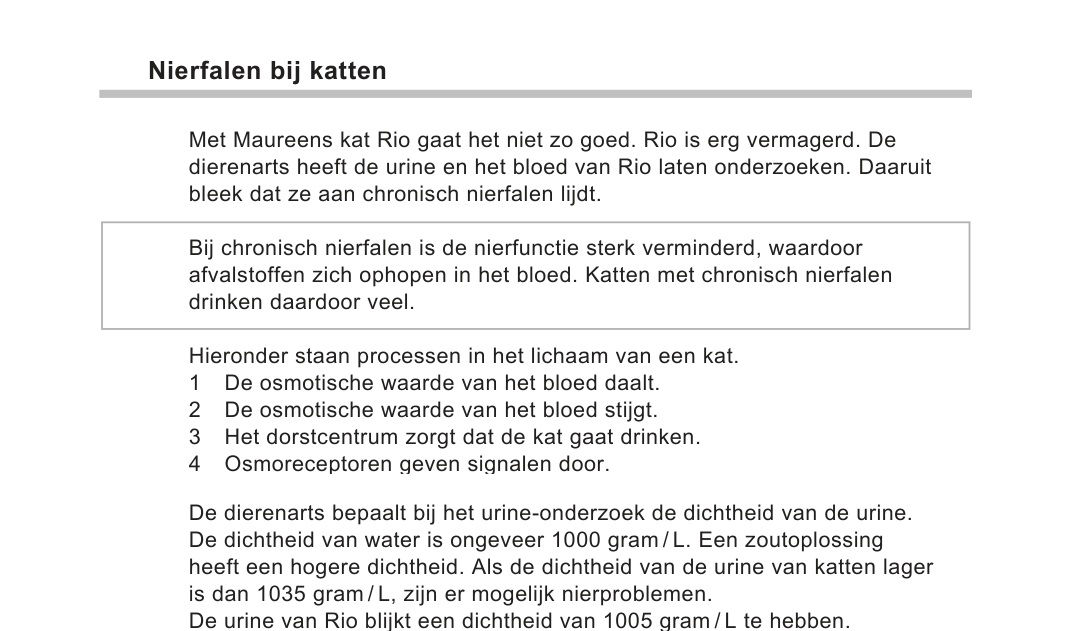 Nierfalen bij katten
Met Maureens kat Rio gaat het niet zo goed. Rio is erg vermagerd. De
dierenarts heeft de urine en het bloed van Rio laten onderzoeken. Daaruit
bleek dat ze aan chronisch nierfalen lijdt.
Bij chronisch nierfalen is de nierfunctie sterk verminderd, waardoor
afvalstoffen zich ophopen in het bloed. Katten met chronisch nierfalen
drinken daardoor veel.
Hieronder staan processen in het lichaam van een kat.
1 De osmotische waarde van het bloed daalt.
2 De osmotische waarde van het bloed stijgt.
3 Het dorstcentrum zorgt dat de kat gaat drinken.
4 Osmoreceptoren geven signalen door.
De dierenarts bepaalt bij het urine-onderzoek de dichtheid van de urine.
De dichtheid van water is ongeveer 1000 gram/L. Een zoutoplossing
heeft een hogere dichtheid. Als de dichtheid van de urine van katten lager
is dan 1035 gram/L, zijn er mogelijk nierproblemen.
De urine van Rio blijkt een dichtheid van 1005 gram/L te hebben.